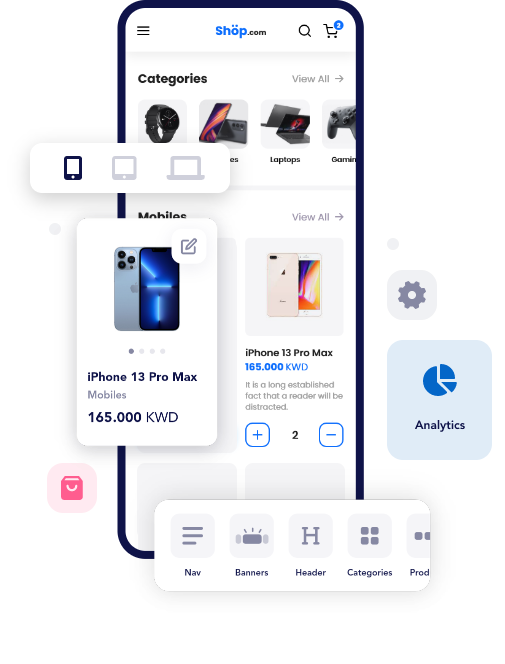 Shöp.com
2
Categories
View All
es
Laptops
Gamin
Mobiles
View All
iPhone 13 Pro Max
165.000 KWD
It is a long established
fact that a reader will be
distracted.
2
iPhone 13 Pro Max
Mobiles
165.000 KWD
Analytics
Nav
Banners
Header
Categories
Prod